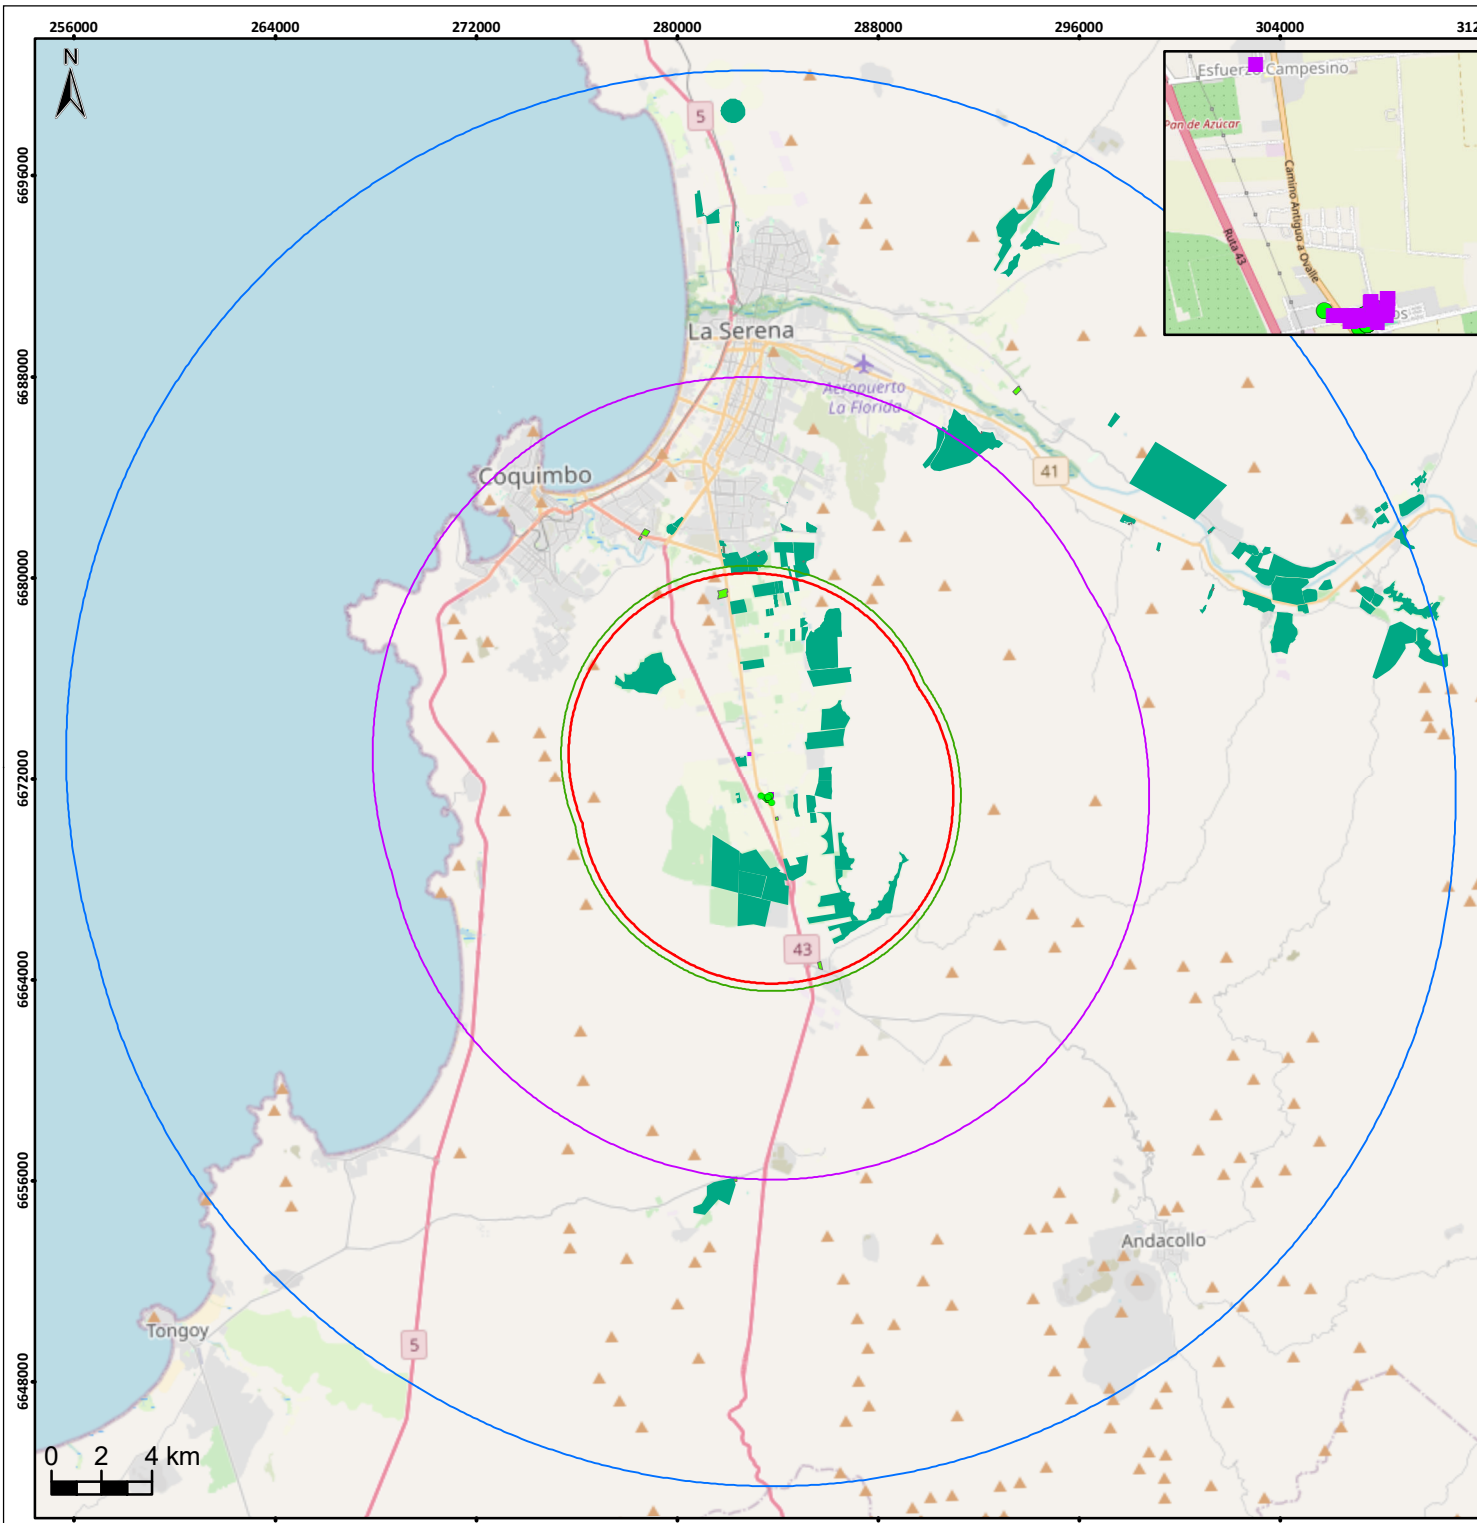 256000 264000 272000 280000 288000 296000 304000 312
N
6696000
6688000
6680000
6672000
6664000
6656000
6648000
5
Esfuerzo Campesino
Pan de Azúcar
Camino Antiguo a Ovalle
Ruta 43
os
La Serena
Aeropuerto
La Florida
Coquimbo
41
43
Andacollo
Tongoy
5
0 2 4 km